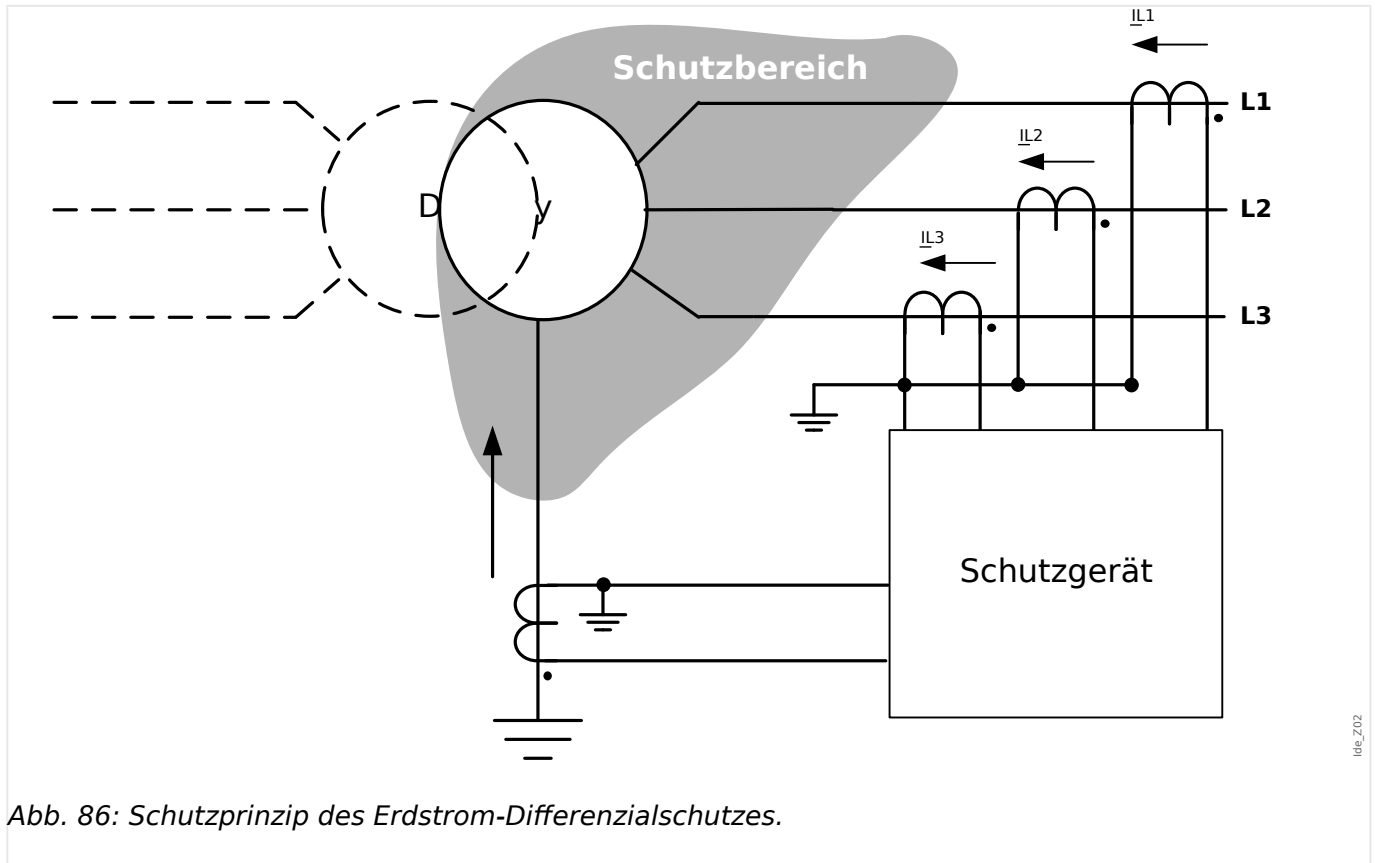 IL1
Schutzbereich
L1
IL2
D
y
L2
IL3
L3
Schutzgerät
Ide_Z02
Abb. 86: Schutzprinzip des Erdstrom-Differenzialschutzes.